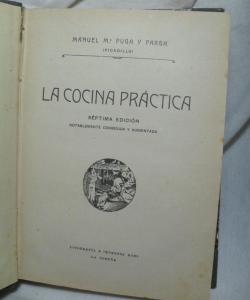 MANUEL Mª PUGA Y PARGA
(PICADILLO)
LA COCINA PRÁCTICA
SÉPTIMA EDICIÓN
NOTABLEMENTE CORREGIDA Y AUMENTADA
LA CORUÑA